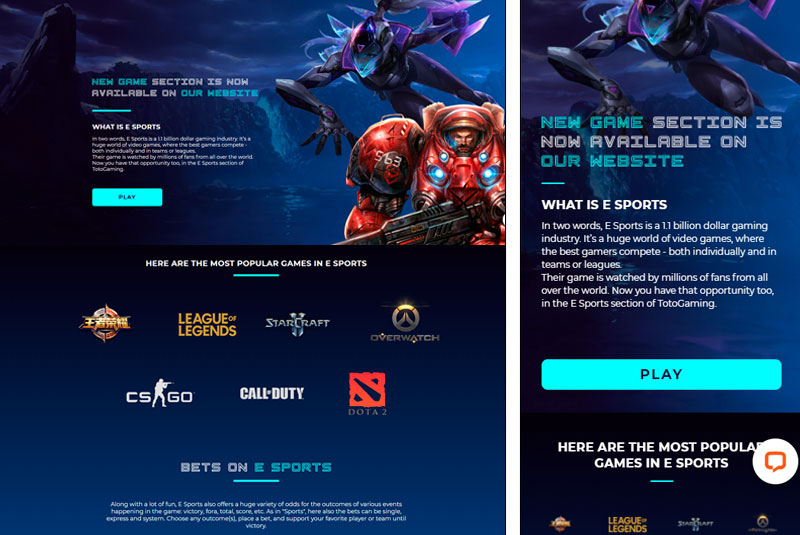 NEW GAME SECTION IS NOW
AVAILABLE ON OUR WEBSITE
WHAT IS E SPORTS
In two words, E Sports is a 1.1 billion dollar gaming industry. It's a
huge world of video games, where the best gamers compete -
both individually and in teams or leagues.
Their game is watched by millions of fans from all over the world.
Now you have that opportunity too, in the E Sports section of
TotoGaming.
PLAY
563
HERE ARE THE MOST POPULAR GAMES IN E SPORTS
王者荣耀
LEAGUE OF
LEGENDS
STARCRAFT
II
OVERWATCH
CS GO
CALL OF DUTY
DOTA 2
BETS ON E SPORTS
Along with a lot of fun, E Sports also offers a huge variety of odds for the outcomes of various events
happening in the game: victory, fora, total, score, etc. As in "Sports", here also the bets can be single,
express and system. Choose any outcome(s), place a bet, and support your favorite player or team until
victory.
NEW GAME SECTION IS
NOW AVAILABLE ON
OUR WEBSITE
WHAT IS E SPORTS
In two words, E Sports is a 1.1 billion dollar gaming
industry. It's a huge world of video games, where
the best gamers compete - both individually and in
teams or leagues.
Their game is watched by millions of fans from all
over the world. Now you have that opportunity too,
in the E Sports section of TotoGaming.
PLAY
HERE ARE THE MOST POPULAR
GAMES IN E SPORTS
LEAGUE OF
LEGENDS
STARCRAFT